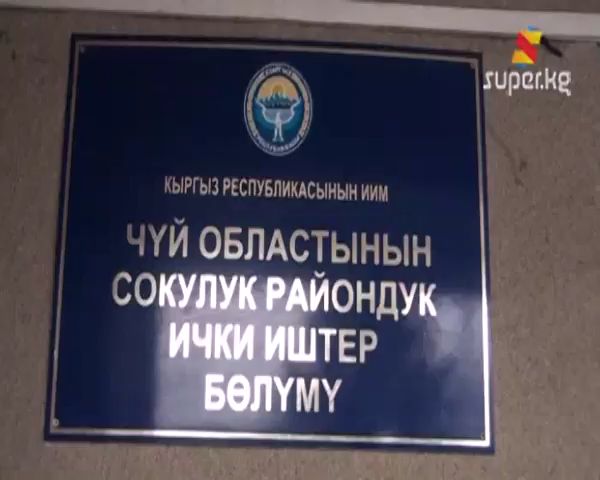 super.kg
КЫРГЫЗ РЕСПУБЛИКАСЫНЫН ИИМ
ЧҮЙ ОБЛАСТЫНЫН
СОКУЛУК РАЙОНДУК
ИЧКИ ИШТЕР
БӨЛҮМҮ